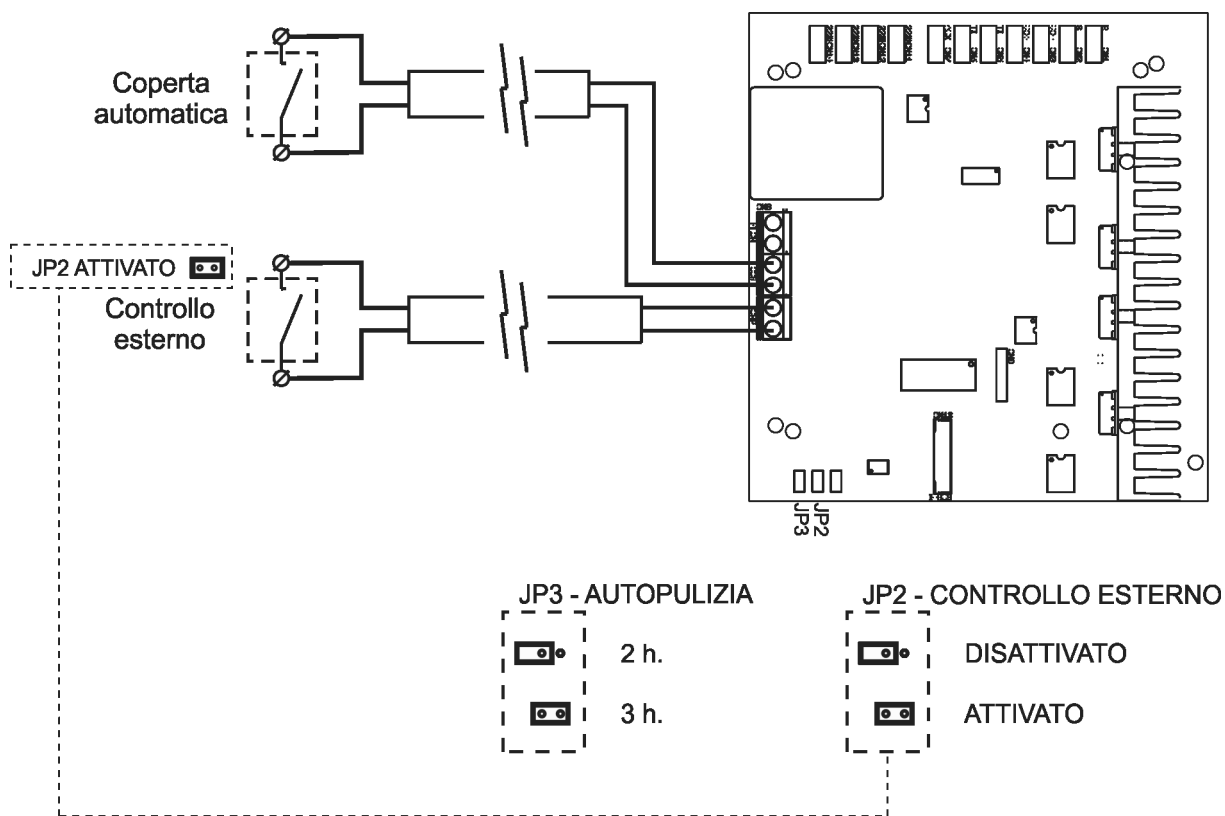 Coperta
automatica
JP2 ATTIVATO
Controllo
esterno
JP3
JP2
JP3 - AUTOPULIZIA
2 h.
3 h.
JP2 - CONTROLLO ESTERNO
DISATTIVATO
ATTIVATO